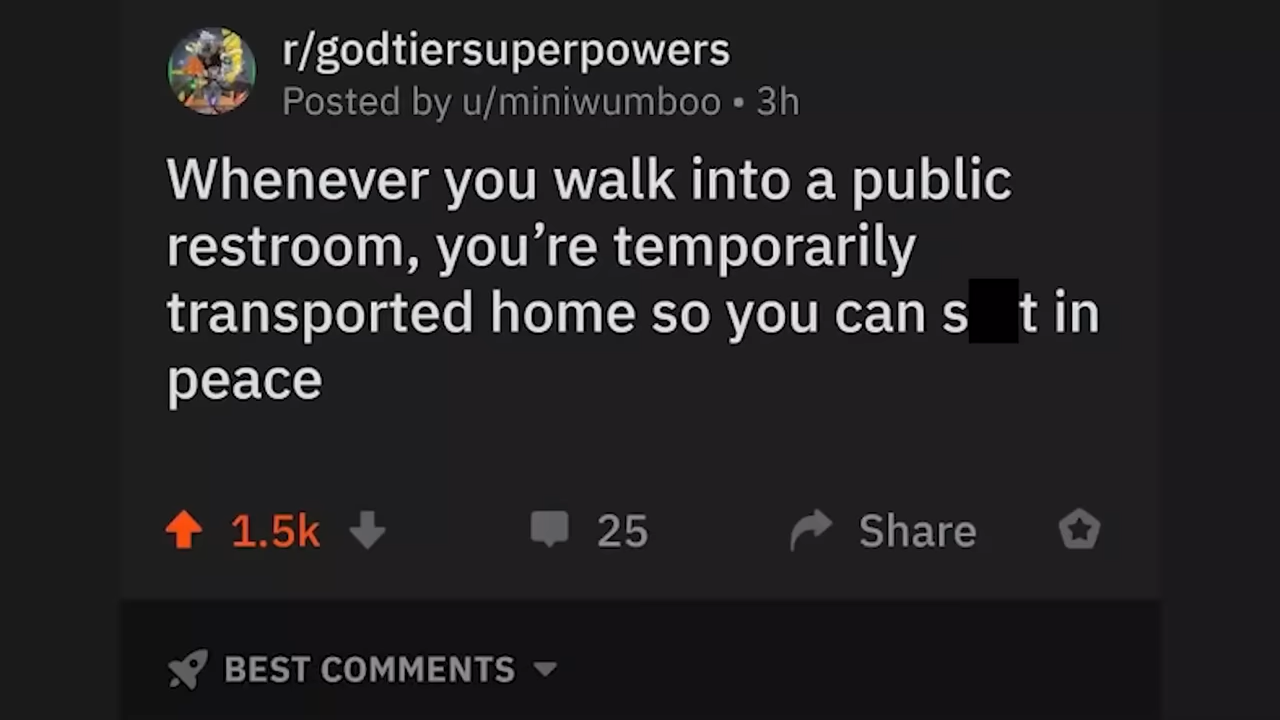 r/godtiersuperpowers
Posted by u/miniwumboo • 3h
Whenever you walk into a public
restroom, you’re temporarily
transported home so you can s t in
peace
1.5k 25 Share
BEST COMMENTS